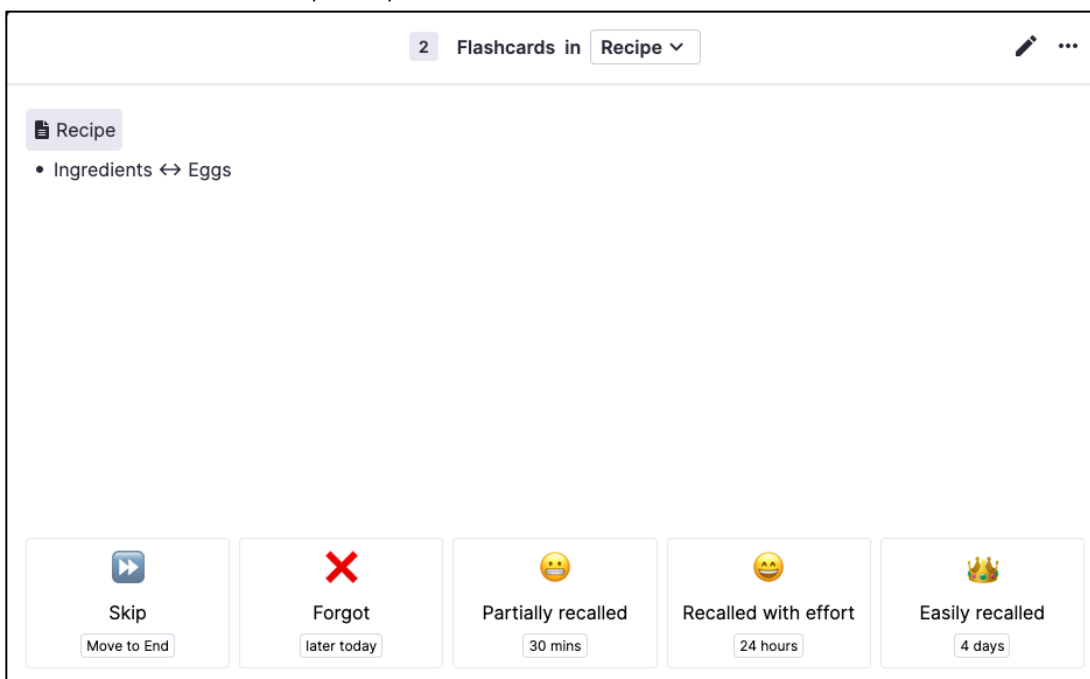 2 Flashcards in Recipe
Recipe
• Ingredients ↔ Eggs
Skip Forgot Partially recalled Recalled with effort Easily recalled
Move to End later today 30 mins 24 hours 4 days